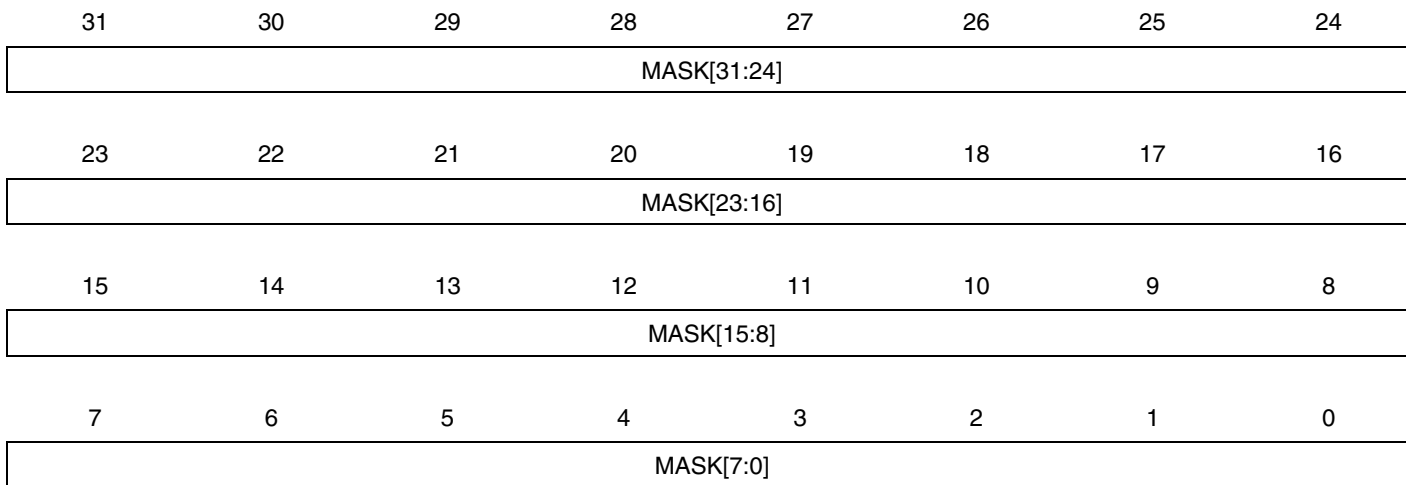 31 30 29 28 27 26 25 24
MASK[31:24]
23 22 21 20 19 18 17 16
MASK[23:16]
15 14 13 12 11 10 9 8
MASK[15:8]
7 6 5 4 3 2 1 0
MASK[7:0]